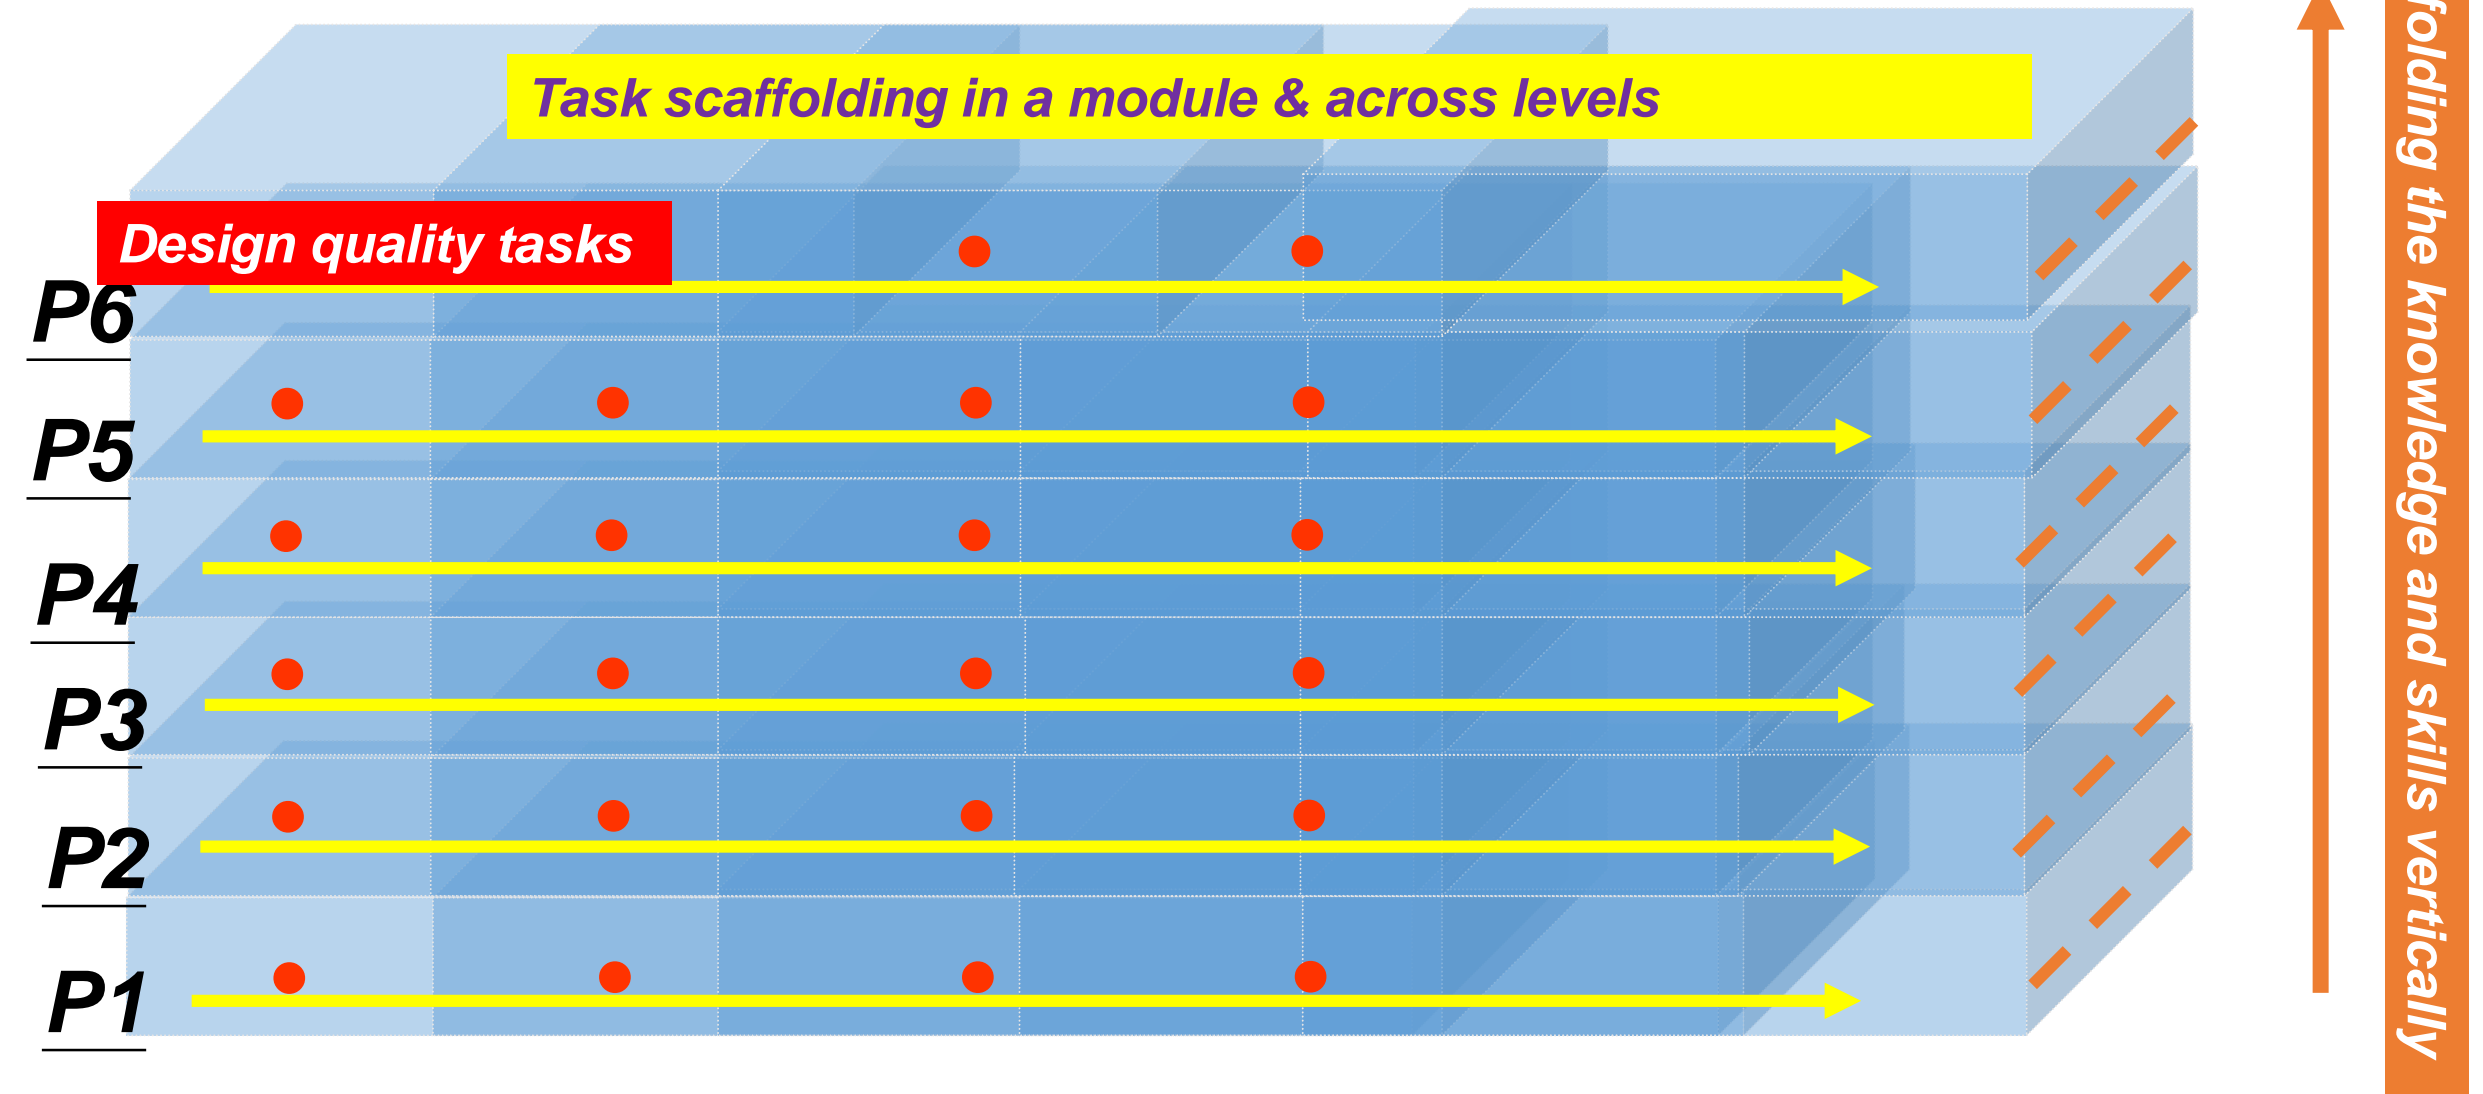 Task scaffolding in a module & across levels
Design quality tasks
P6
P5
P4
P3
P2
P1
folding the knowledge and skills vertically